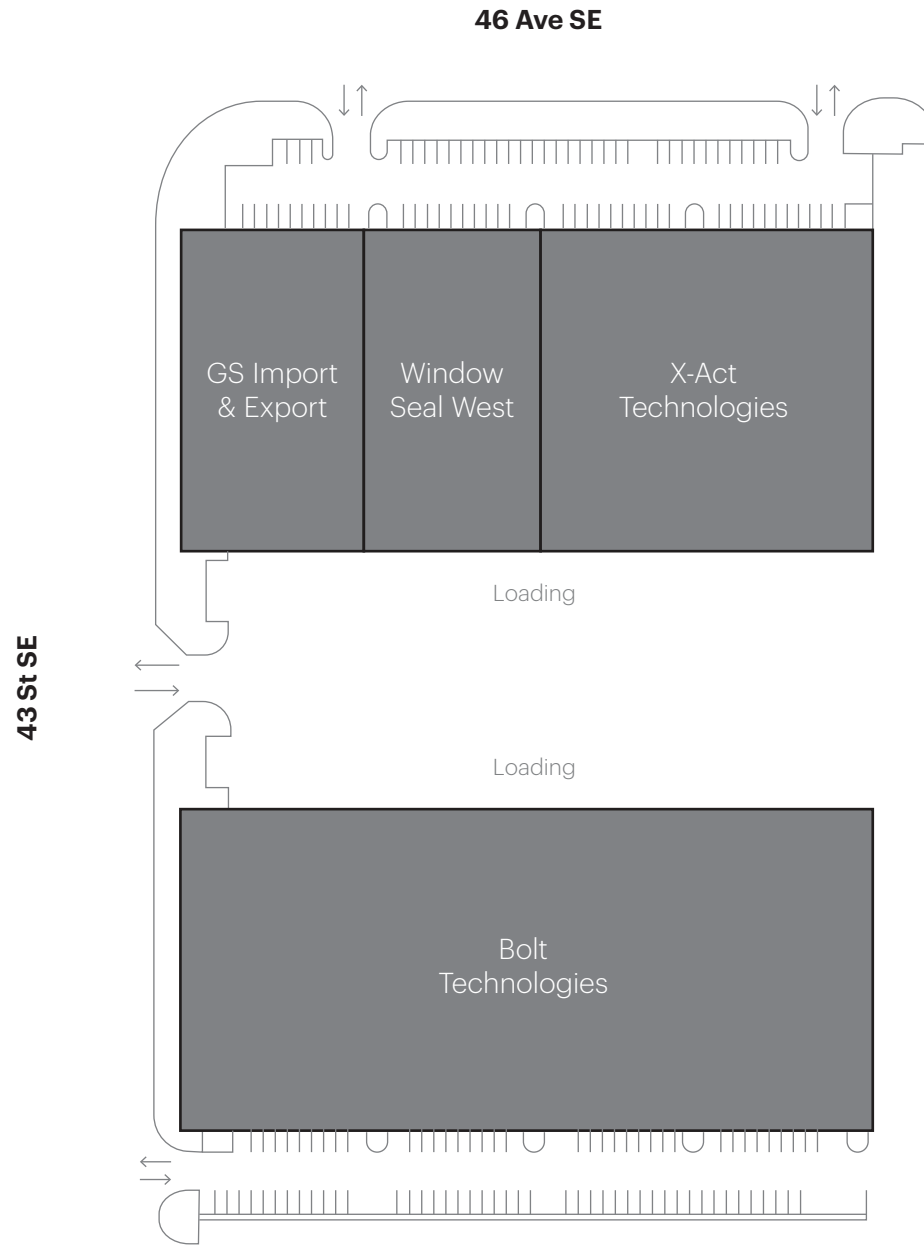 46 Ave SE
GS Import
& Export
Window
Seal West
X-Act
Technologies
Loading
43 St SE
Loading
Bolt
Technologies